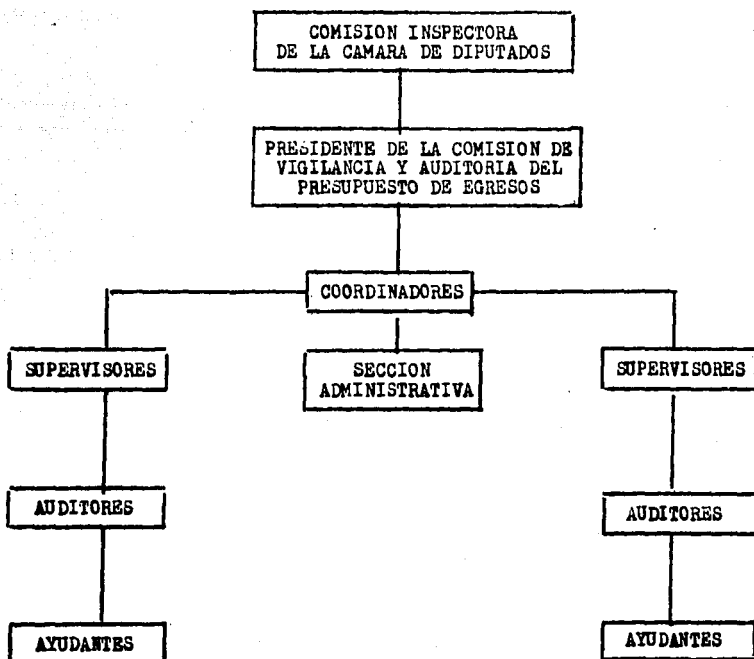 COMISION INSPECTORA
DE LA CAMARA DE DIPUTADOS
PRESIDENTE DE LA COMISION DE
VIGILANCIA Y AUDITORIA DEL
PRESUPUESTO DE EGRESOS
COORDINADORES
SUPERVISORES
SECCION
ADMINISTRATIVA
SUPERVISORES
AUDITORES
AUDITORES
AYUDANTES
AYUDANTES